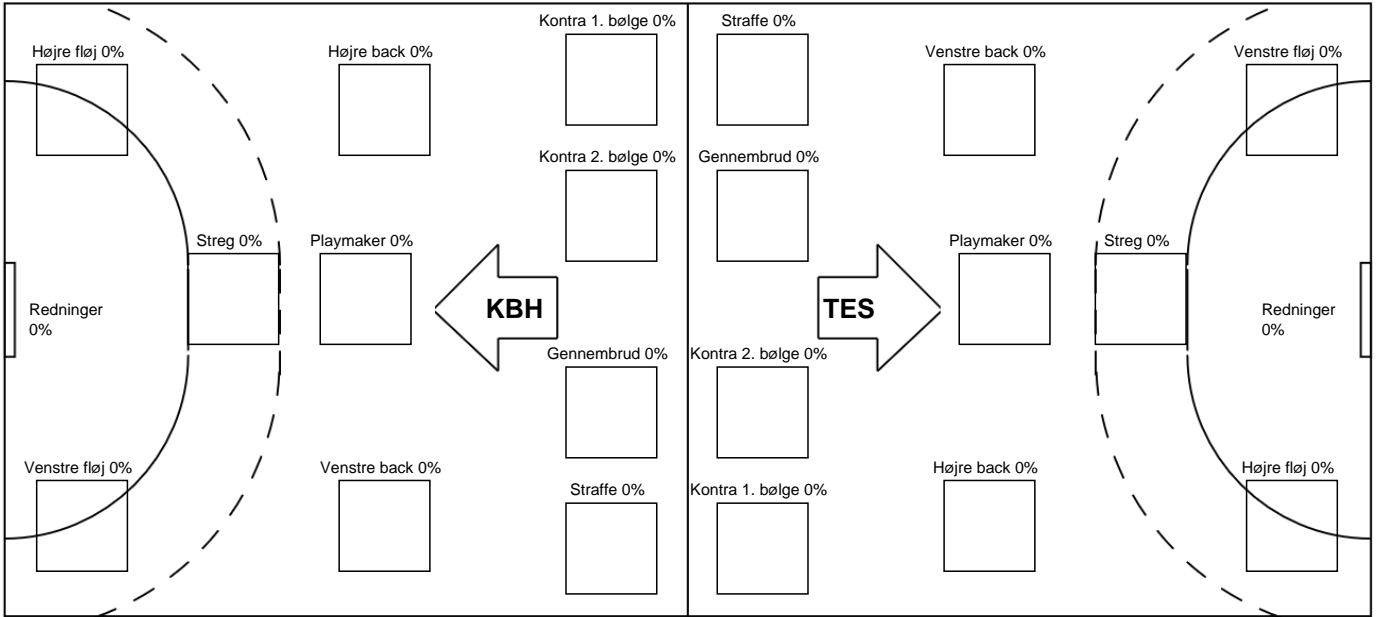 Kontra 1. bølge 0%
Straffe 0%
Højre fløj 0%
Højre back 0%
Venstre back 0%
Venstre fløj 0%
Kontra 2. bølge 0%
Gennembrud 0%
Streg 0%
Playmaker 0%
Playmaker 0%
Streg 0%
Redninger
0%
KBH
TES
Redninger
0%
Gennembrud 0%
Kontra 2. bølge 0%
Venstre fløj 0%
Venstre back 0%
Højre back 0%
Højre fløj 0%
Straffe 0%
Kontra 1. bølge 0%